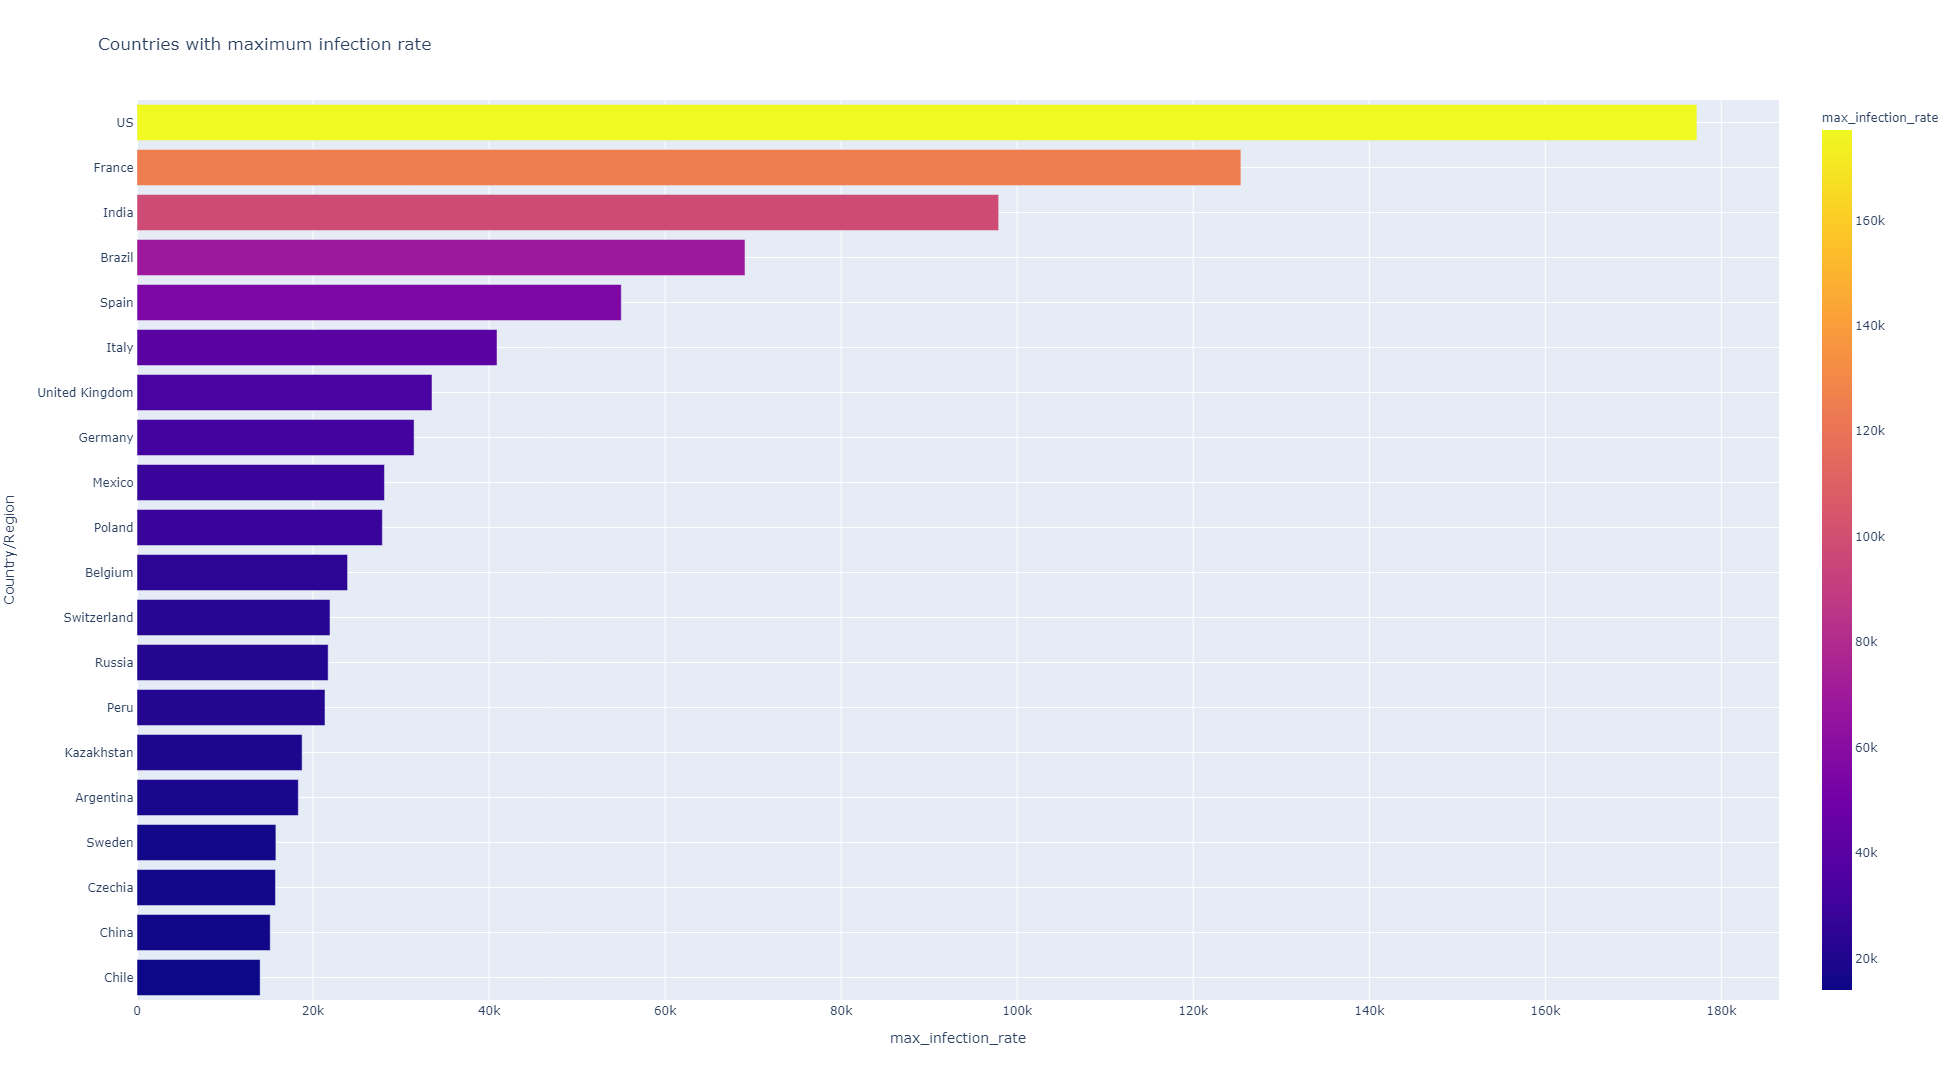 Countries with maximum infection rate
max_infection_rate
US
France
India
Brazil
Spain
Italy
United Kingdom
Germany
Mexico
Poland
Belgium
Switzerland
Russia
Peru
Kazakhstan
Argentina
Sweden
Czechia
China
Chile
Country/Region
0
20k
40k
60k
80k
100k
120k
140k
160k
180k
max_infection_rate
160k
140k
120k
100k
80k
60k
40k
20k